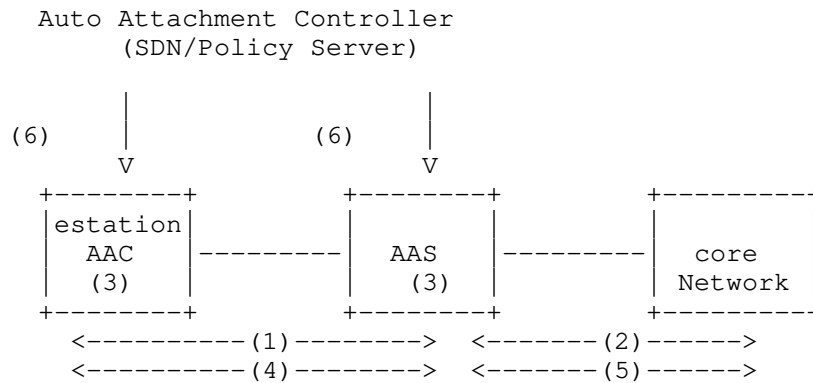 Auto Attachment Controller
(SDN/Policy Server)
(6) (6)
V V
estation
AAC AAS core
(3) (3) Network
(1) (2)
(4) (5)